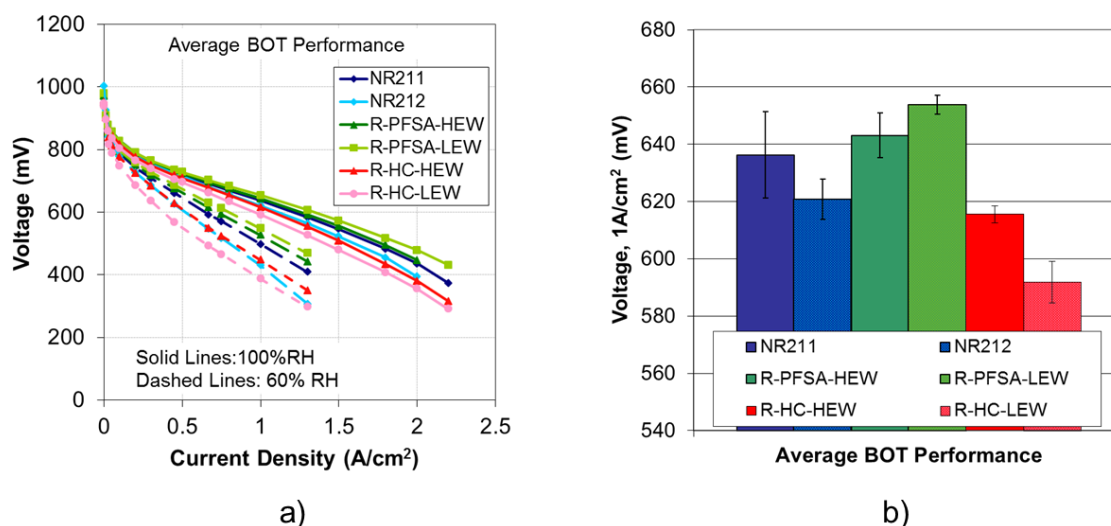 1200
1000
800
600
400
200
0
Voltage (mV)
Average BOT Performance
NR211
NR212
R-PFSA-HEW
R-PFSA-LEW
R-HC-HEW
R-HC-LEW
Solid Lines:100%RH
Dashed Lines: 60% RH
0 0.5 1 1.5 2 2.5
Current Density (A/cm²)
a)
680
660
640
620
600
580
560
540
Voltage, 1A/cm² (mV)
NR211 NR212
R-PFSA-HEW R-PFSA-LEW
R-HC-HEW R-HC-LEW
Average BOT Performance
b)